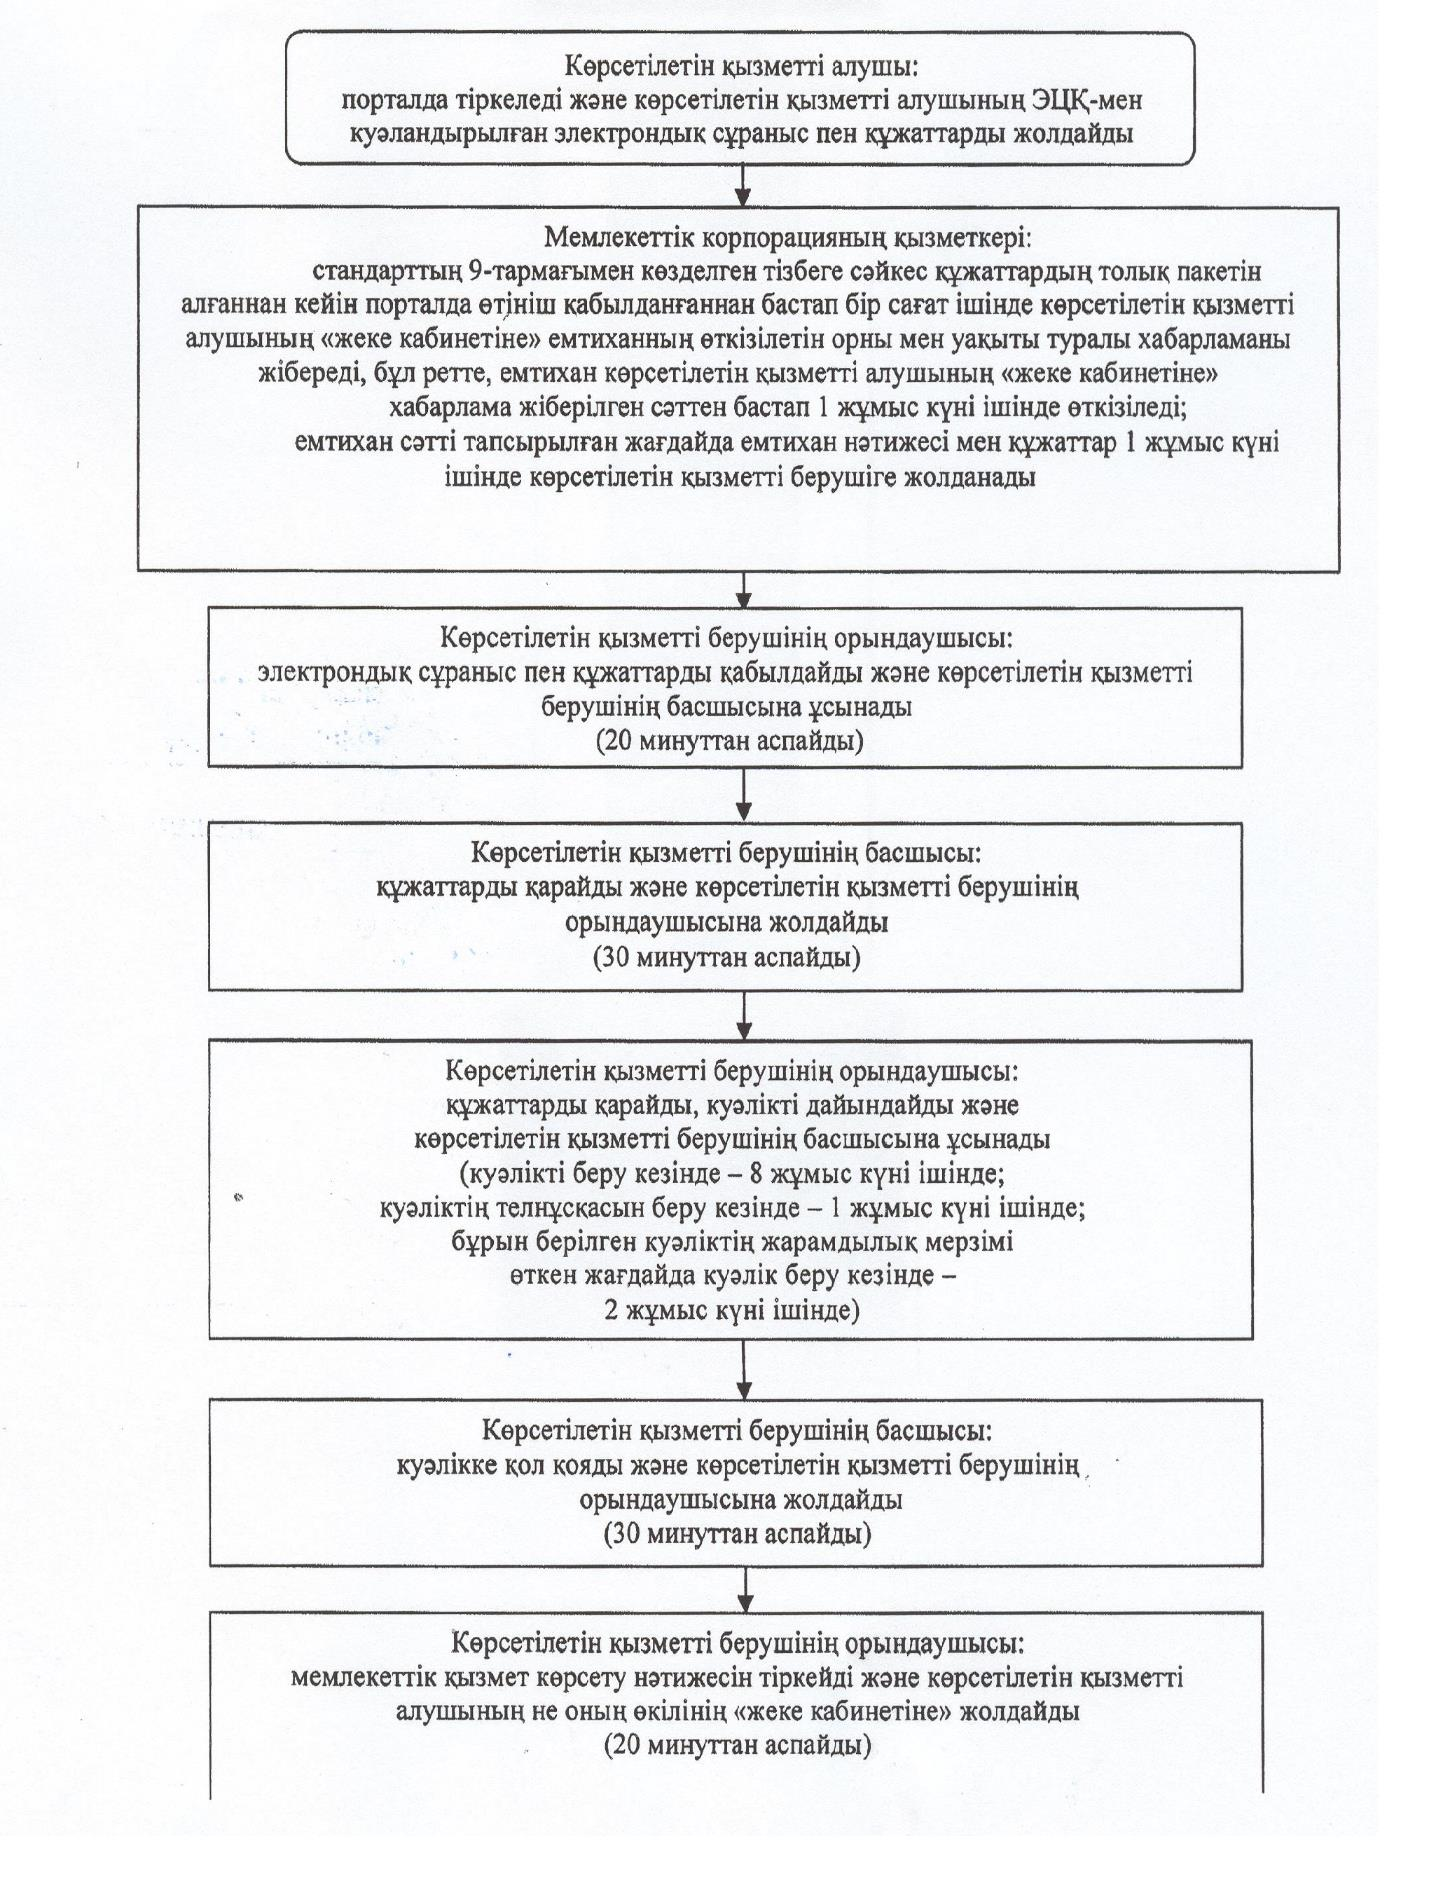 Көрсетілетін қызметті алушы:
порталда тіркеледі және көрсетілетін қызметті алушының ЭЦҚ-мен
куәландырылған электрондық сұраныс пен құжаттарды жолдайды
Мемлекеттік корпорацияның қызметкері:
стандарттың 9-тармағымен көзделген тізбеге сәйкес құжаттардың толық пакетін
алғаннан кейін порталда өтініш қабылданғаннан бастап бір сағат ішінде көрсетілетін қызметті
алушының «жеке кабинетіне» емтиханның өткізілетін орны мен уақыты туралы хабарламаны
жібереді, бұл ретте, емтихан көрсетілетін қызметті алушының «жеке кабинетіне»
хабарлама жіберілген сәттен бастап 1 жұмыс күні ішінде өткізіледі;
емтихан сәтті тапсырылған жағдайда емтихан нәтижесі мен құжаттар 1 жұмыс күні
ішінде көрсетілетін қызметті берушіге жолданады
Көрсетілетін қызметті берушінің орындаушысы:
электрондық сұраныс пен құжаттарды қабылдайды және көрсетілетін қызметті
берушінің басшысына ұсынады
(20 минуттан аспайды)
Көрсетілетін қызметті берушінің басшысы:
құжаттарды қарайды және көрсетілетін қызметті берушінің
орындаушысына жолдайды
(30 минуттан аспайды)
Көрсетілетін қызметті берушінің орындаушысы:
құжаттарды қарайды, куәлікті дайындайды және
көрсетілетін қызметті берушінің басшысына ұсынады
(куәлікті беру кезінде – 8 жұмыс күні ішінде;
куәліктің телнұсқасын беру кезінде – 1 жұмыс күні ішінде;
бұрын берілген куәліктің жарамдылық мерзімі
өткен жағдайда куәлік беру кезінде –
2 жұмыс күні ішінде)
Көрсетілетін қызметті берушінің басшысы:
куәлікке қол қояды және көрсетілетін қызметті берушінің
орындаушысына жолдайды
(30 минуттан аспайды)
Көрсетілетін қызметті берушінің орындаушысы:
мемлекеттік қызмет көрсету нәтижесін тіркейді және көрсетілетін қызметті
алушының не оның өкілінің «жеке кабинетіне» жолдайды
(20 минуттан аспайды)